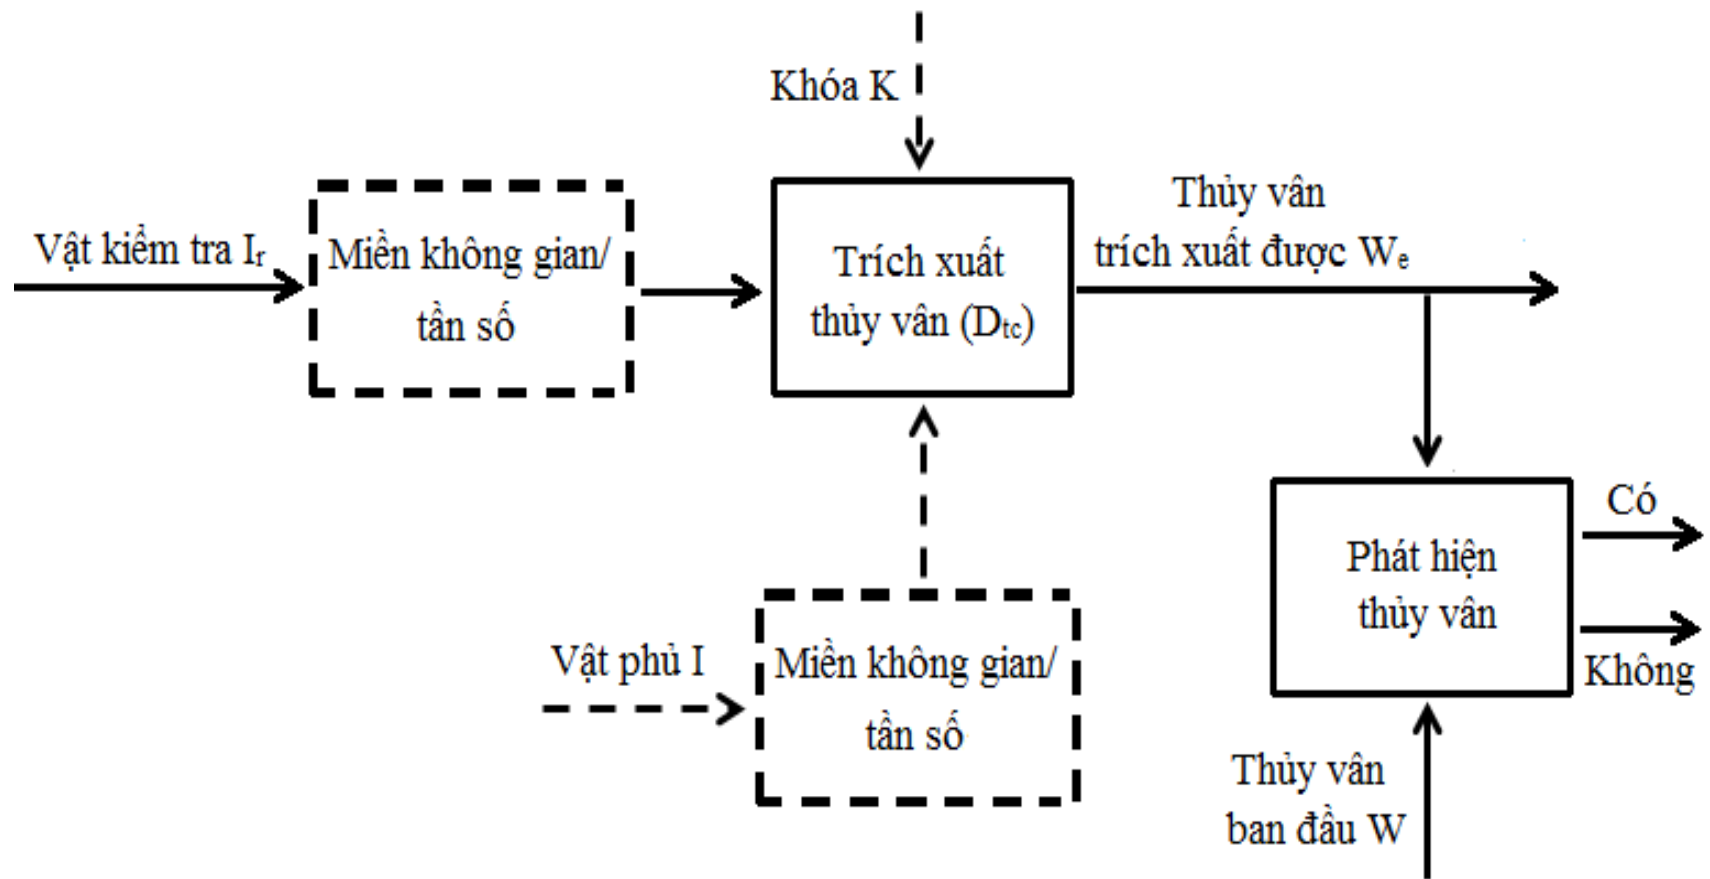 Khóa K
Vật kiểm tra Ir
Miền không gian/
tần số
Trích xuất
thủy vân (Dtc)
Thủy vân
trích xuất được We
Vật phủ I
Miền không gian/
tần số
Phát hiện
thủy vân
Có
Không
Thủy vân
ban đầu W